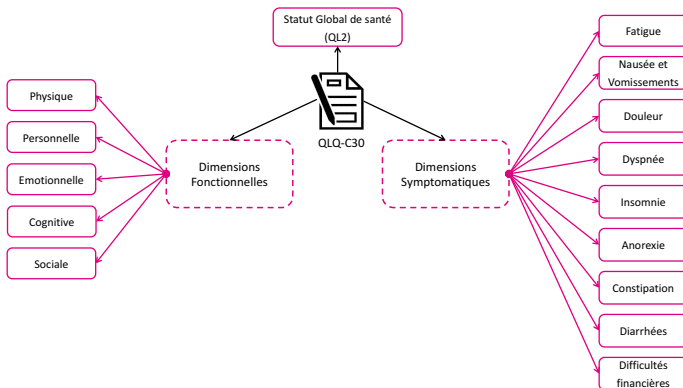 Statut Global de santé
(QL2)
QLQ-C30
Dimensions
Fonctionnelles
Physique
Personnelle
Emotionnelle
Cognitive
Sociale
Dimensions
Symptomatiques
Fatigue
Nausée et
Vomissements
Douleur
Dyspnée
Insomnie
Anorexie
Constipation
Diarrhées
Difficultés
financières